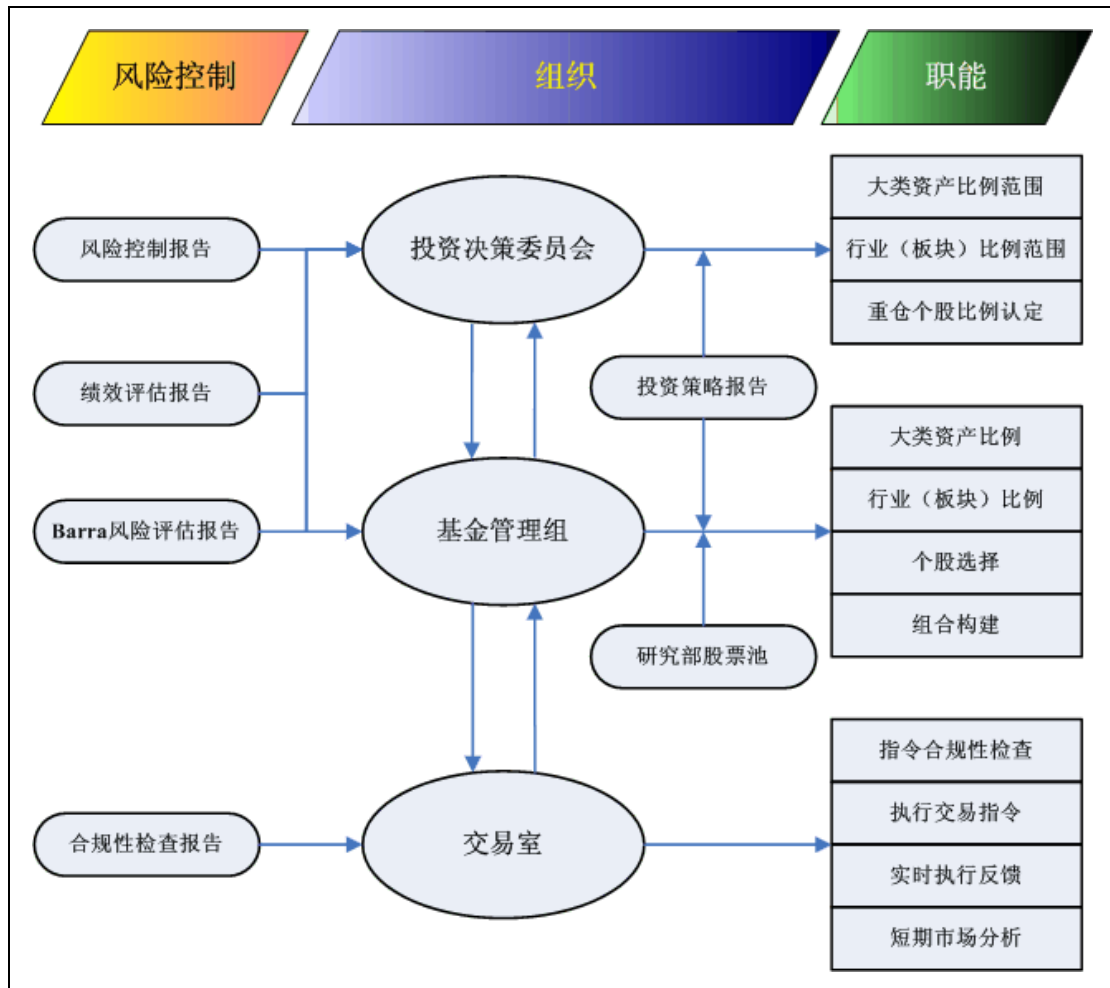 风险控制
组织
职能
大类资产比例范围
风险控制报告
投资决策委员会
行业（板块）比例范围
重仓个股比例认定
绩效评估报告
投资策略报告
大类资产比例
行业（板块）比例
Barra风险评估报告
基金管理组
个股选择
组合构建
研究部股票池
指令合规性检查
执行交易指令
合规性检查报告
交易室
实时执行反馈
短期市场分析